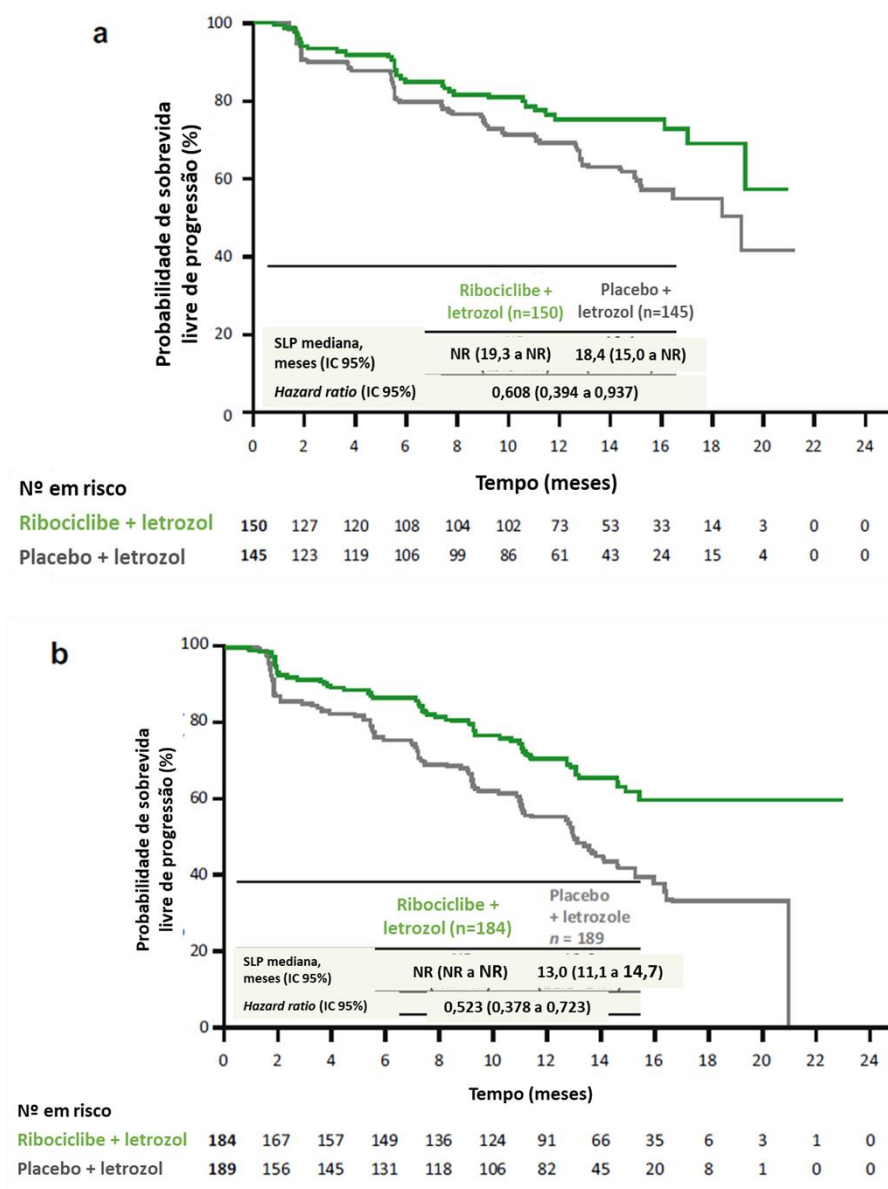 a
Probabilidade de sobrevida
livre de progressão (%)
100
80
60
40
20
0
Ribociclibe +
letrozol (n=150)
Placebo +
letrozol (n=145)
SLP mediana,
meses (IC 95%)
NR (19,3 a NR)
18,4 (15,0 a NR)
Hazard ratio (IC 95%)
0,608 (0,394 a 0,937)
0 2 4 6 8 10 12 14 16 18 20 22 24
Tempo (meses)
Nº em risco
Ribociclibe + letrozol 150 127 120 108 104 102 73 53 33 14 3 0 0
Placebo + letrozol 145 123 119 106 99 86 61 43 24 15 4 0 0
b
Probabilidade de sobrevida
livre de progressão (%)
100
80
60
40
20
0
Ribociclibe +
letrozol (n=184)
Placebo
+ letrozole
n = 189
SLP mediana,
meses (IC 95%)
NR (NR a NR)
13,0 (11,1 a 14,7)
Hazard ratio (IC 95%)
0,523 (0,378 a 0,723)
0 2 4 6 8 10 12 14 16 18 20 22 24
Tempo (meses)
Nº em risco
Ribociclibe + letrozol 184 167 157 149 136 124 91 66 35 6 3 1 0
Placebo + letrozol 189 156 145 131 118 106 82 45 20 8 1 0 0